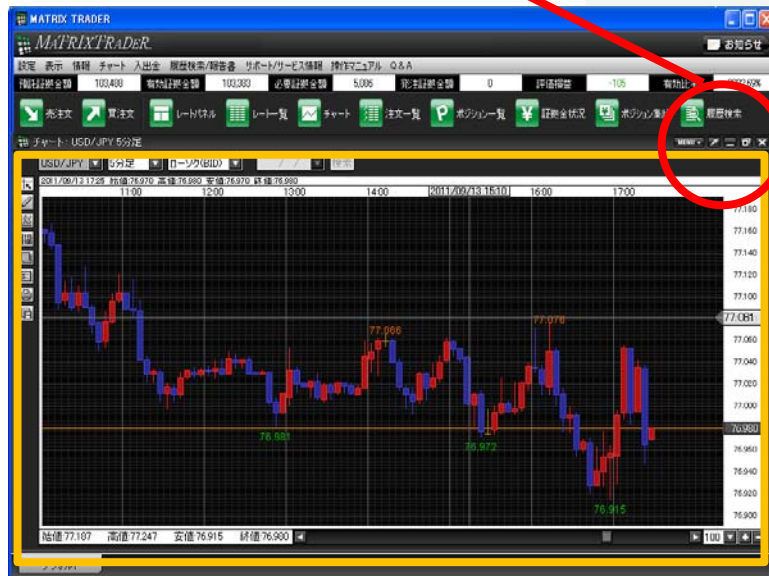 MATRIX TRADER
MATRIXTRADER
お知らせ
設定 表示 情報 チャート 入出金 履歴検索/報告書 サポート/サービス情報 操作マニュアル Q&A
預託証拠金額 103,488 有効証拠金額 103,383 必要証拠金額 5,085 発注証拠金額 0 評価損益 -105 有効比率
売注文 買注文 レートパネル レート一覧 チャート 注文一覧 ポジション一覧 証拠金状況 ポジション集計 履歴検索
チャート: USD/JPY 5分足 MENU
USD/JPY 5分足 ローソク(BID) / / 検索
2011/09/13 17:25 始値:76.970 高値:76.980 安値:76.970 終値:76.980
11:00 12:00 13:00 14:00 2011/09/13 15:10 16:00 17:00
77.180
77.160
77.140
77.120
77.100
77.081
77.078
77.066
77.060
77.040
77.020
77.000
76.980
76.981
76.972
76.960
76.940
76.920
76.915
76.900
始値:77.187 高値:77.247 安値:76.915 終値:76.980 100